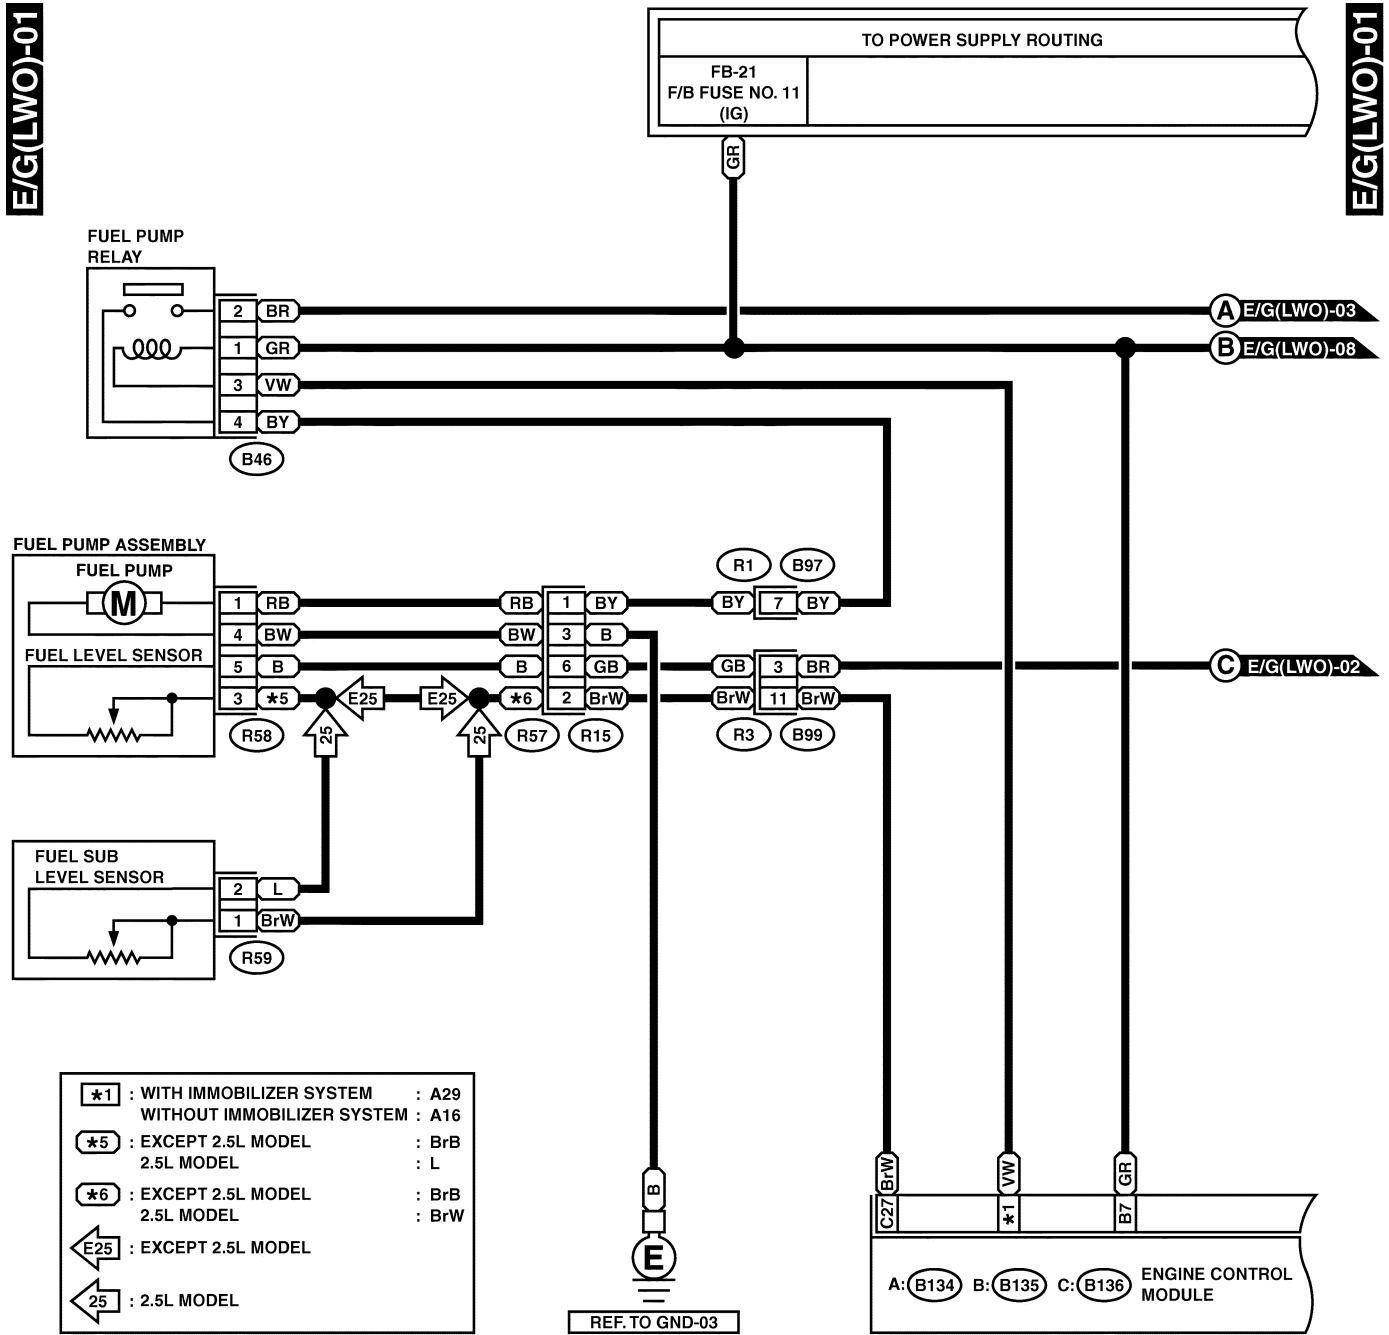 E/G(LWO)-01
E/G(LWO)-01
TO POWER SUPPLY ROUTING
FB-21
F/B FUSE NO. 11
(IG)
GR
FUEL PUMP
RELAY
2 BR
A E/G(LWO)-03
1 GR
B E/G(LWO)-08
3 VW
4 BY
B46
FUEL PUMP ASSEMBLY
FUEL PUMP
M
R1 B97
1 RB RB 1 BY BY 7 BY
4 BW BW 3 B
FUEL LEVEL SENSOR
5 B B 6 GB GB 3 BR
C E/G(LWO)-02
3 *5 E25 E25 *6 2 BrW BrW 11 BrW
25 25
R58 R57 R15 R3 B99
FUEL SUB
LEVEL SENSOR
2 L
1 BrW
R59
*1 : WITH IMMOBILIZER SYSTEM : A29
WITHOUT IMMOBILIZER SYSTEM : A16
*5 : EXCEPT 2.5L MODEL : BrB
2.5L MODEL : L
*6 : EXCEPT 2.5L MODEL : BrB
2.5L MODEL : BrW
E25 : EXCEPT 2.5L MODEL
25 : 2.5L MODEL
B
E
REF. TO GND-03
BrW VW GR
C27 *1 B7
A: B134 B: B135 C: B136
ENGINE CONTROL
MODULE